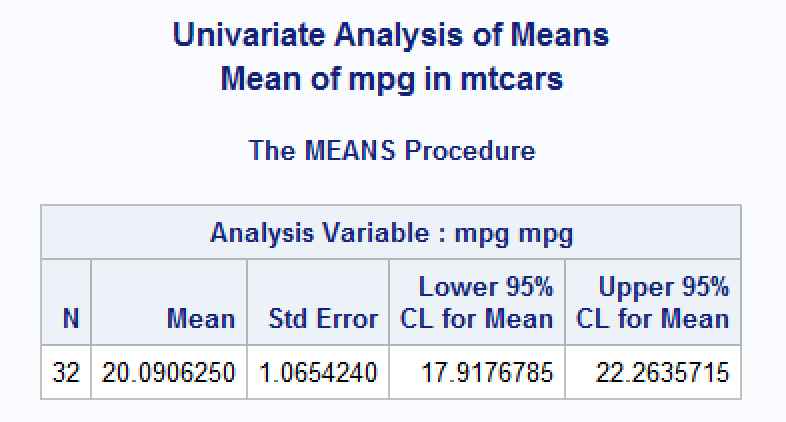 Univariate Analysis of Means
Mean of mpg in mtcars
The MEANS Procedure
Analysis Variable : mpg mpg
N Mean Std Error Lower 95% CL for Mean Upper 95% CL for Mean
32 20.0906250 1.0654240 17.9176785 22.2635715